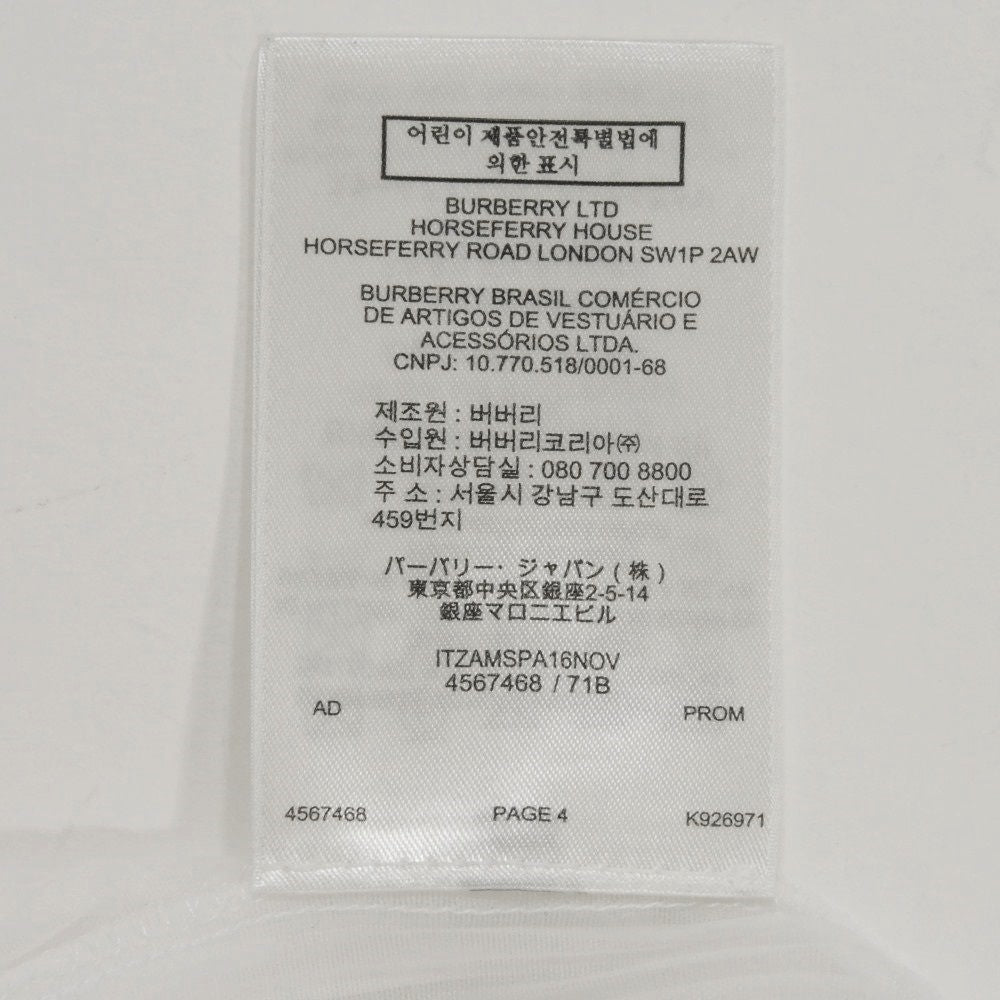 어린이 제품안전특별법에
의한 표시
BURBERRY LTD
HORSEFERRY HOUSE
HORSEFERRY ROAD LONDON SW1P 2AW
BURBERRY BRASIL COMÉRCIO
DE ARTIGOS DE VESTUÁRIO E
ACESSÓRIOS LTDA.
CNPJ: 10.770.518/0001-68
제조원 : 버버리
수입원 : 버버리코리아㈜
소비자상담실 : 080 700 8800
주 소 : 서울시 강남구 도산대로
459번지
バーバリー・ジャパン ( 株 )
東京都中央区銀座2-5-14
銀座マロニエビル
ITZAMSPA16NOV
4567468 / 71B
AD PROM
4567468 PAGE 4 K926971